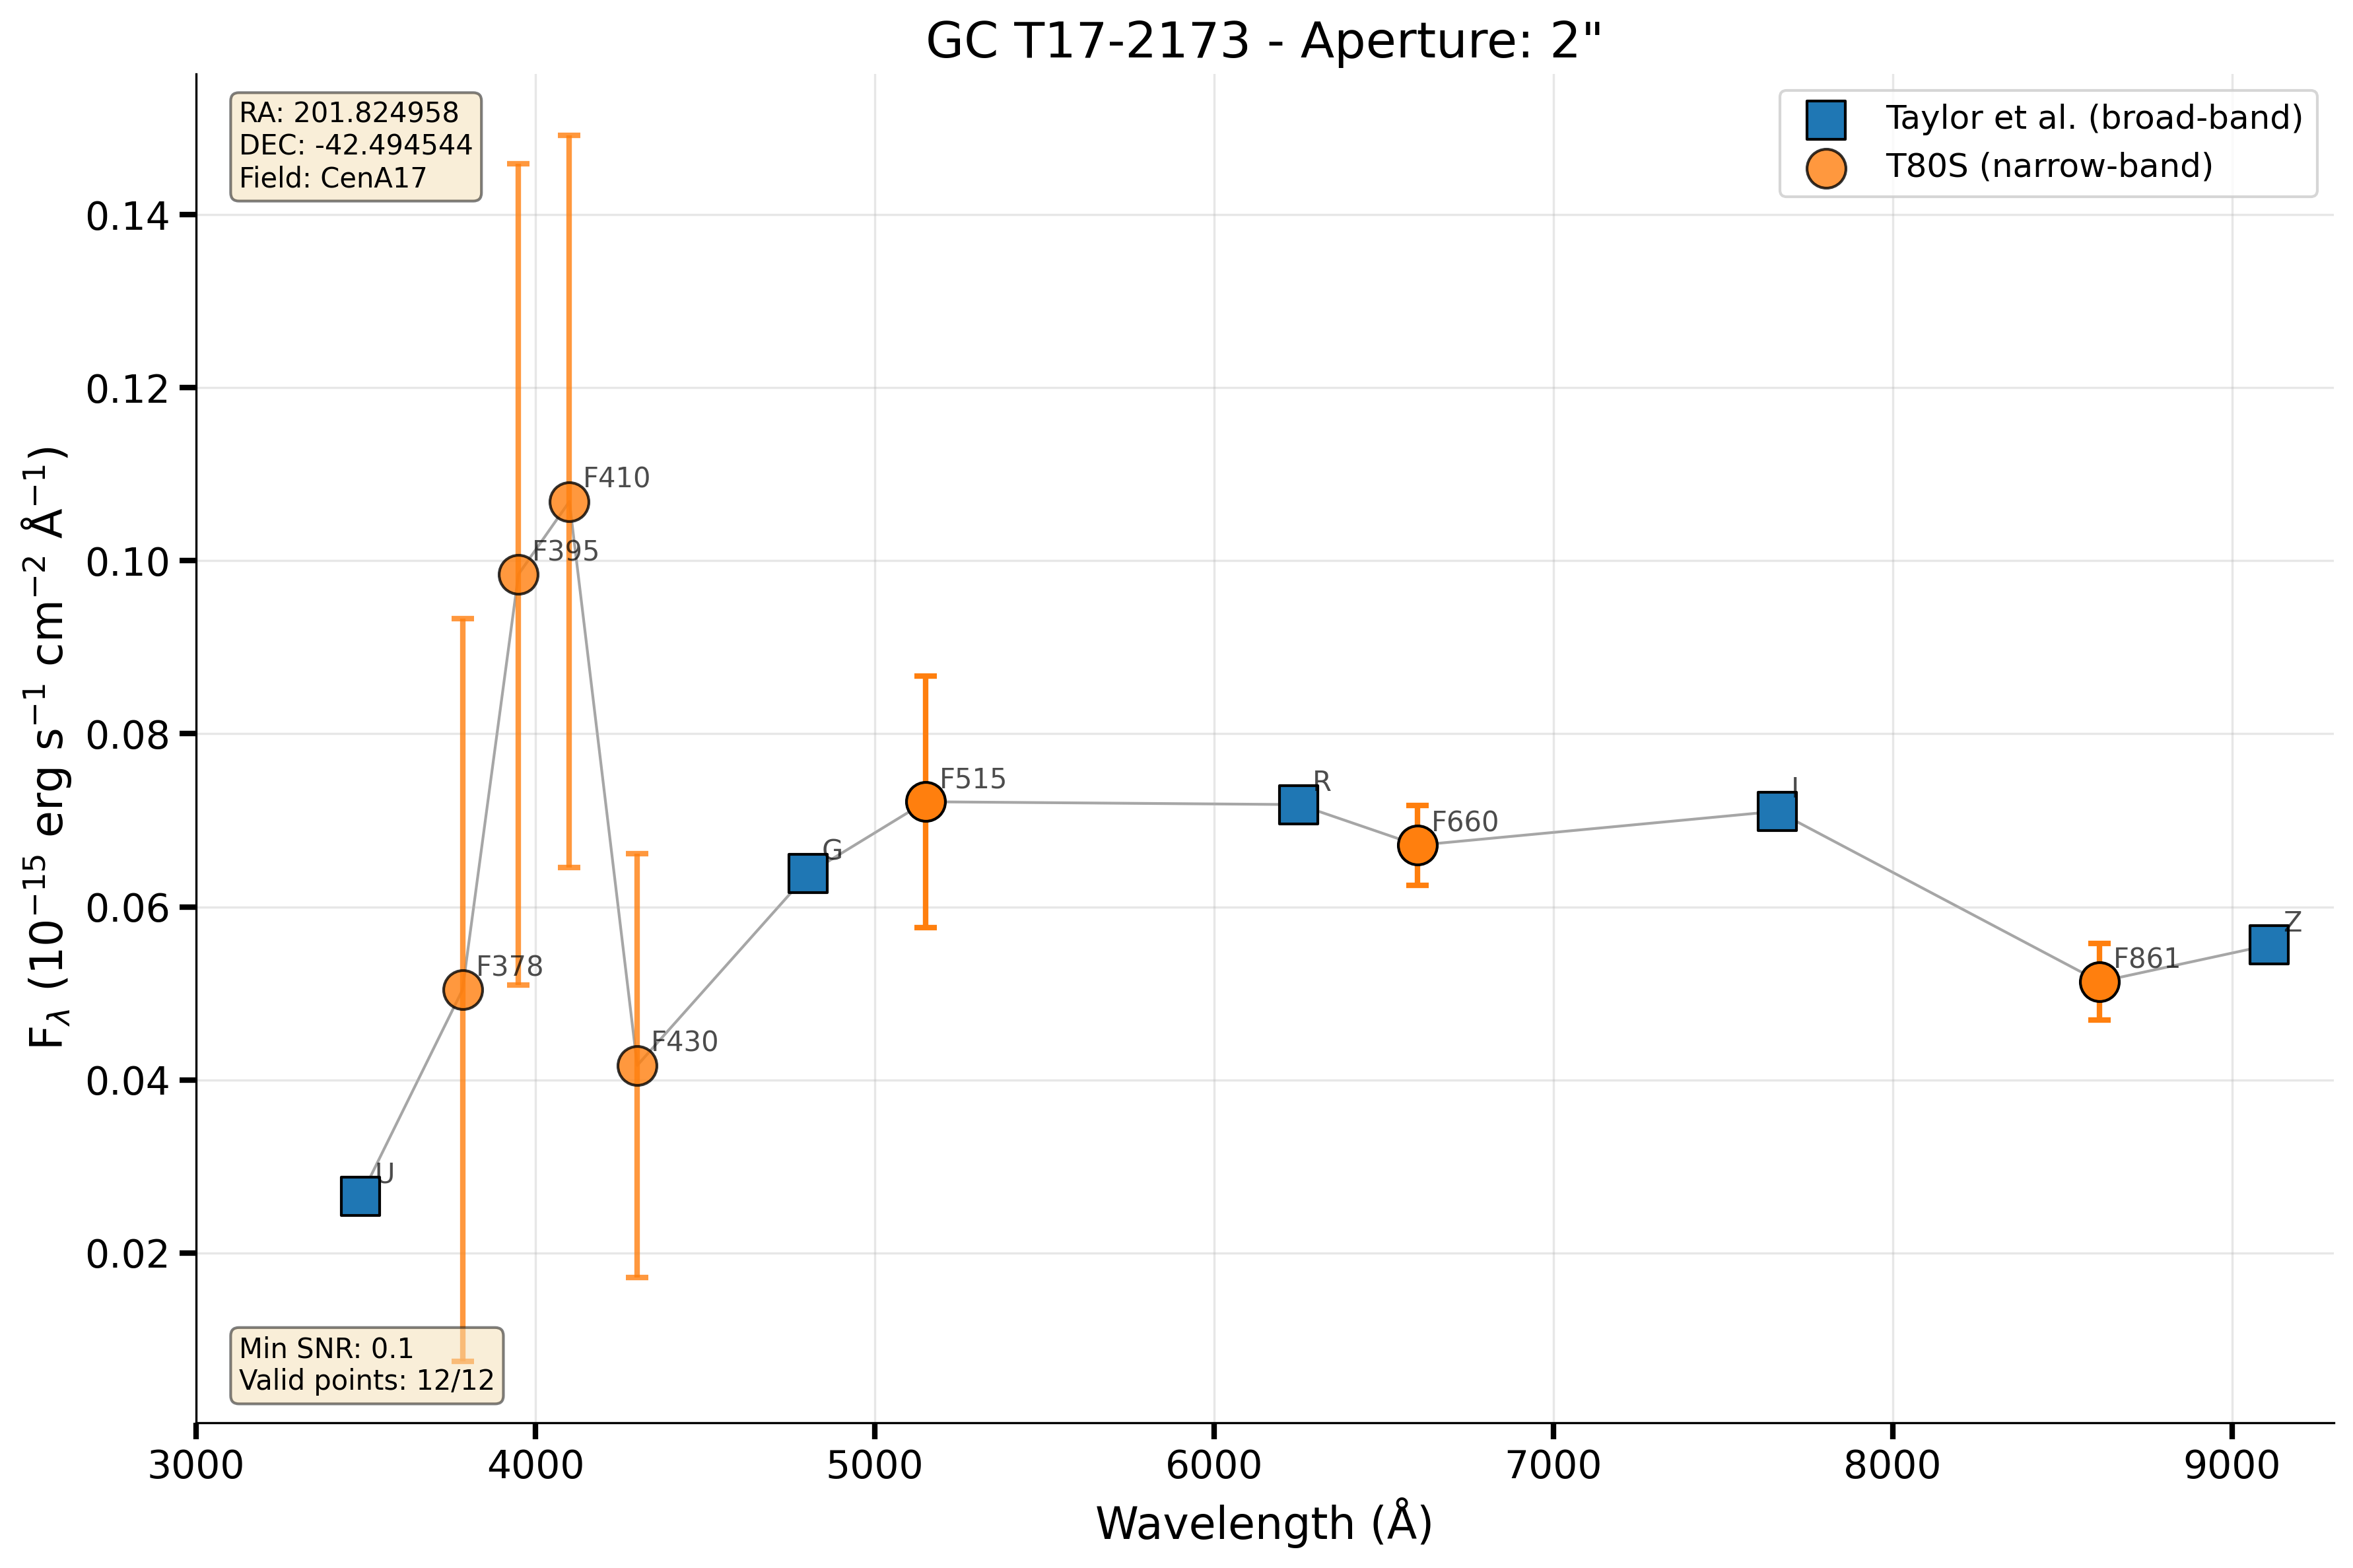 GC T17-2173 - Aperture: 2"
RA: 201.824958
DEC: -42.494544
Field: CenA17
Taylor et al. (broad-band)
T80S (narrow-band)
F_λ (10⁻¹⁵ erg s⁻¹ cm⁻² Å⁻¹)
0.14
0.12
0.10
0.08
0.06
0.04
0.02
U
F378
F395
F410
F430
G
F515
R
F660
I
F861
Z
Min SNR: 0.1
Valid points: 12/12
3000 4000 5000 6000 7000 8000 9000
Wavelength (Å)